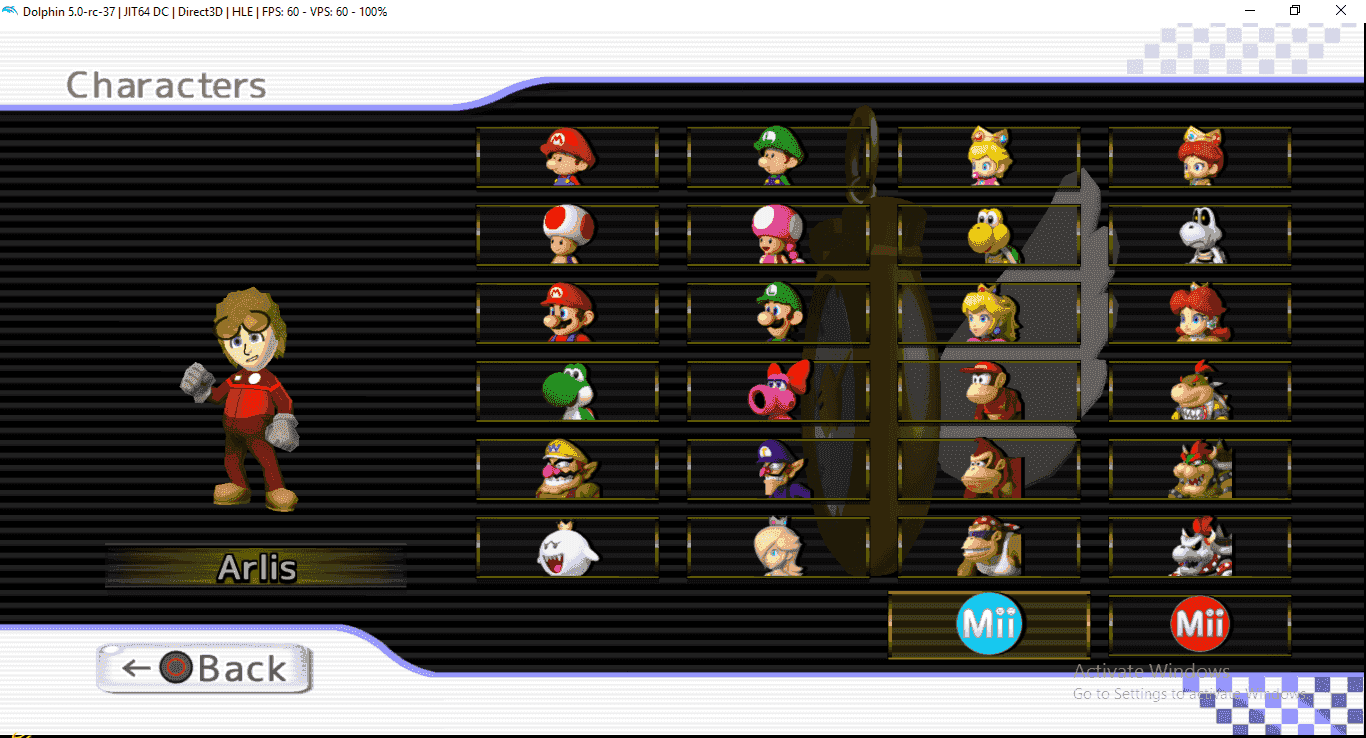 Dolphin 5.0-rc-37 | JIT64 DC | Direct3D | HLE | FPS: 60 - VPS: 60 - 100%
Characters
M L
M L
W
Arlis
Mii Mii
← Back
Activate Windows
Go to Settings to activate Windows.